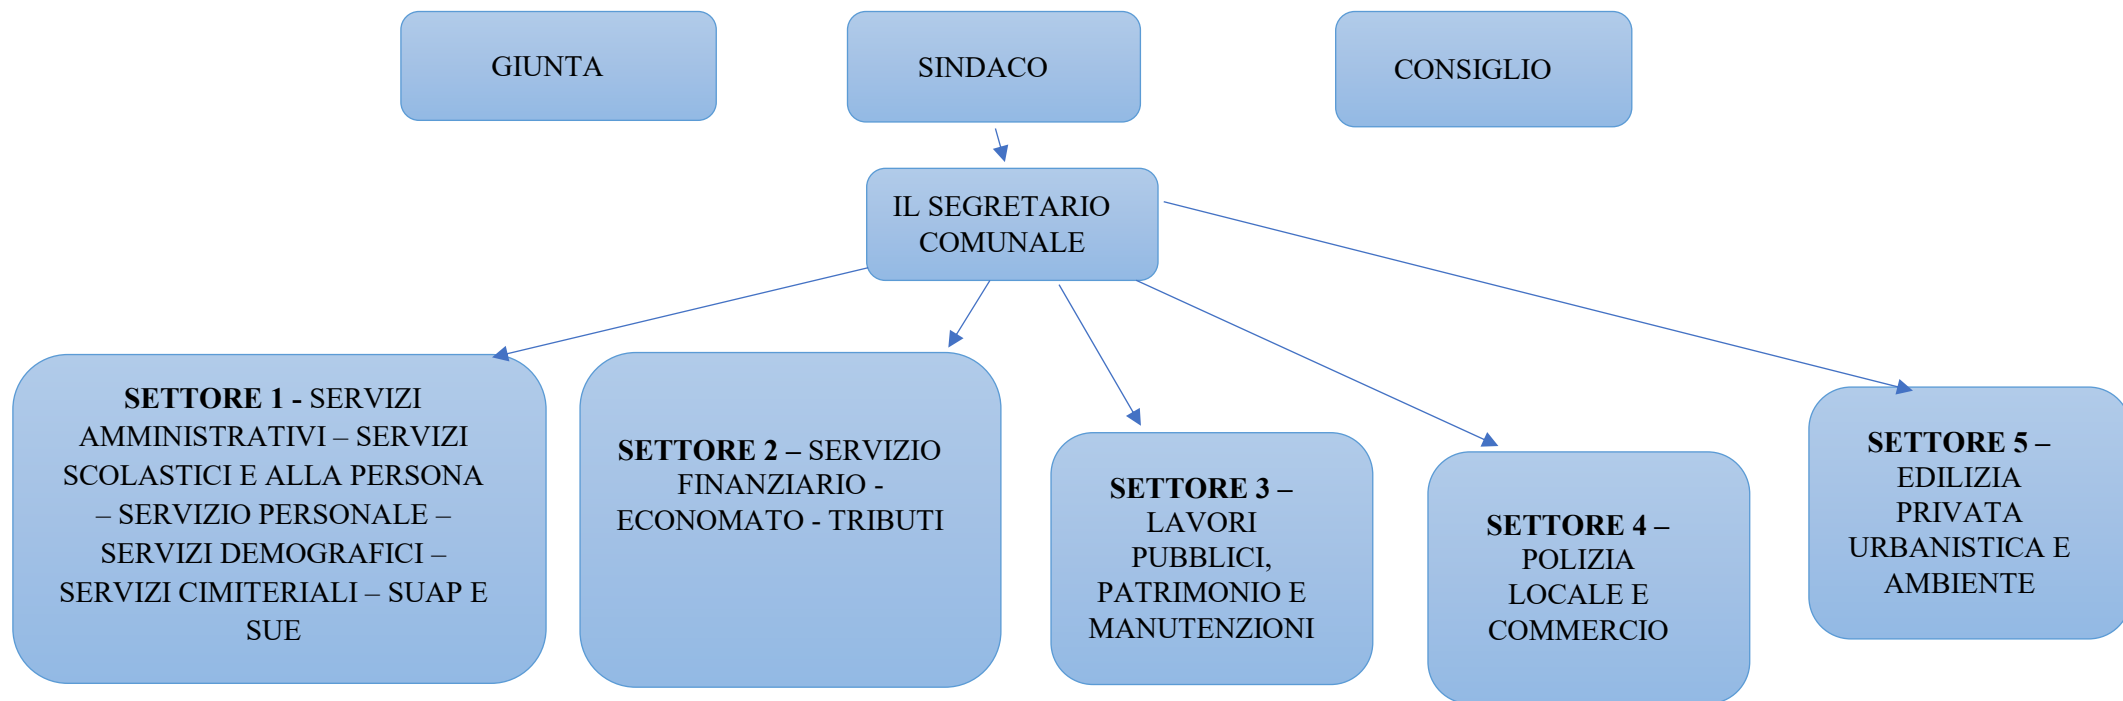 GIUNTA
SINDACO
CONSIGLIO
IL SEGRETARIO
COMUNALE
SETTORE 1 - SERVIZI
AMMINISTRATIVI – SERVIZI
SCOLASTICI E ALLA PERSONA
– SERVIZIO PERSONALE –
SERVIZI DEMOGRAFICI –
SERVIZI CIMITERIALI – SUAP E
SUE
SETTORE 2 – SERVIZIO
FINANZIARIO -
ECONOMATO - TRIBUTI
SETTORE 3 –
LAVORI
PUBBLICI,
PATRIMONIO E
MANUTENZIONI
SETTORE 4 –
POLIZIA
LOCALE E
COMMERCIO
SETTORE 5 –
EDILIZIA
PRIVATA
URBANISTICA E
AMBIENTE